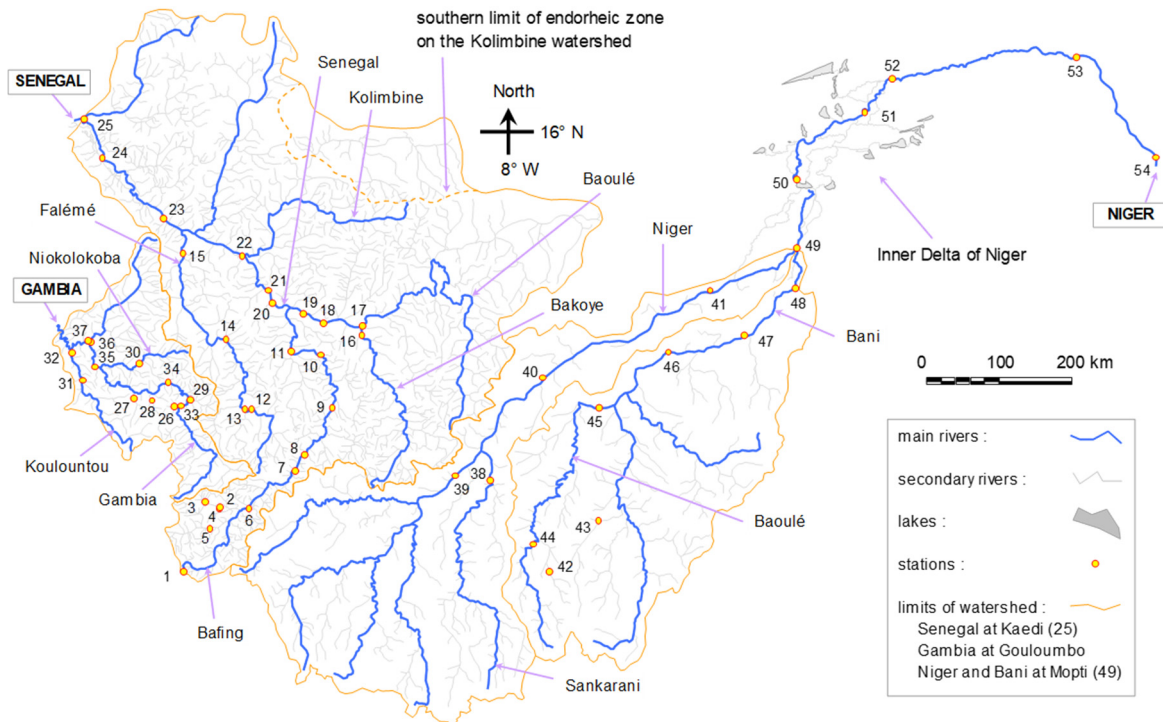 southern limit of endorheic zone
on the Kolimbine watershed
Senegal
Kolimbine
North
16° N
8° W
SENEGAL
Baoulé
Falémé
Niokolokoba
GAMBIA
Niger
NIGER
Inner Delta of Niger
Bakoye
Bani
Koulountou
Gambia
Bafing
Sankarani
Baoulé
0 100 200 km
main rivers :
secondary rivers :
lakes :
stations :
limits of watershed :
Senegal at Kaedi (25)
Gambia at Gouloumbo
Niger and Bani at Mopti (49)
1
2
3
4
5
6
7
8
9
10
11
12
13
14
15
16
17
18
19
20
21
22
23
24
25
26
27
28
29
30
31
32
33
34
35
36
37
38
39
40
41
42
43
44
45
46
47
48
49
50
51
52
53
54